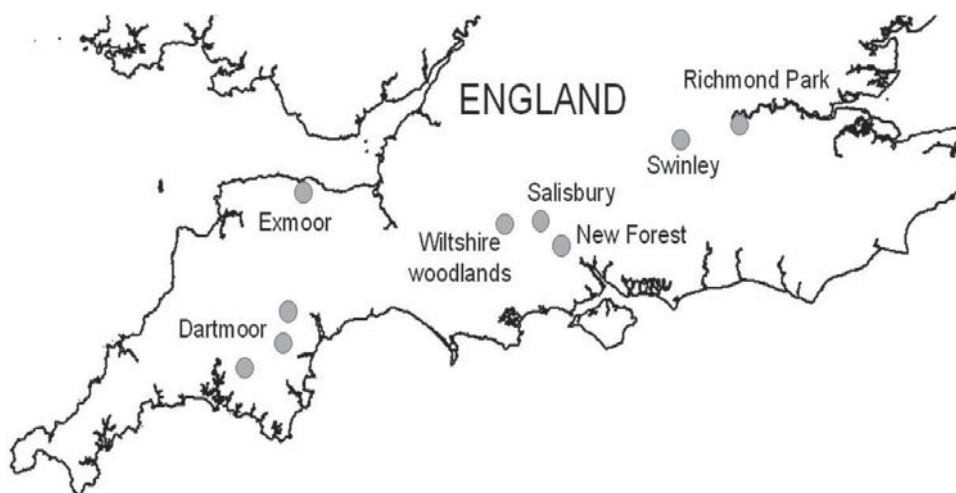 Richmond Park
ENGLAND
Swinley
Salisbury
Exmoor
Wiltshire
woodlands
New Forest
Dartmoor